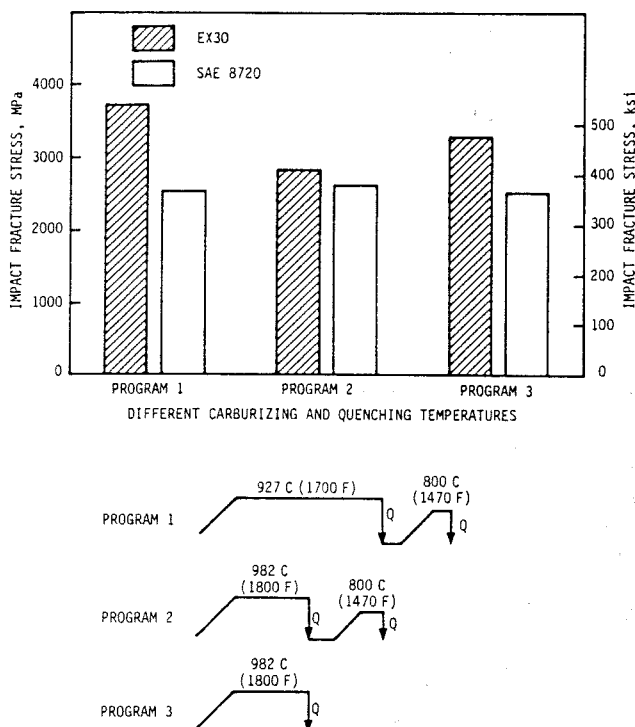 EX30
SAE 8720
IMPACT FRACTURE STRESS, MPa
4000
3000
2000
1000
0
500
400
300
200
100
0
IMPACT FRACTURE STRESS, ksi
PROGRAM 1 PROGRAM 2 PROGRAM 3
DIFFERENT CARBURIZING AND QUENCHING TEMPERATURES
927 C (1700 F)
800 C
(1470 F)
PROGRAM 1
Q
Q
982 C
(1800 F)
800 C
(1470 F)
PROGRAM 2
Q
Q
982 C
(1800 F)
PROGRAM 3
Q